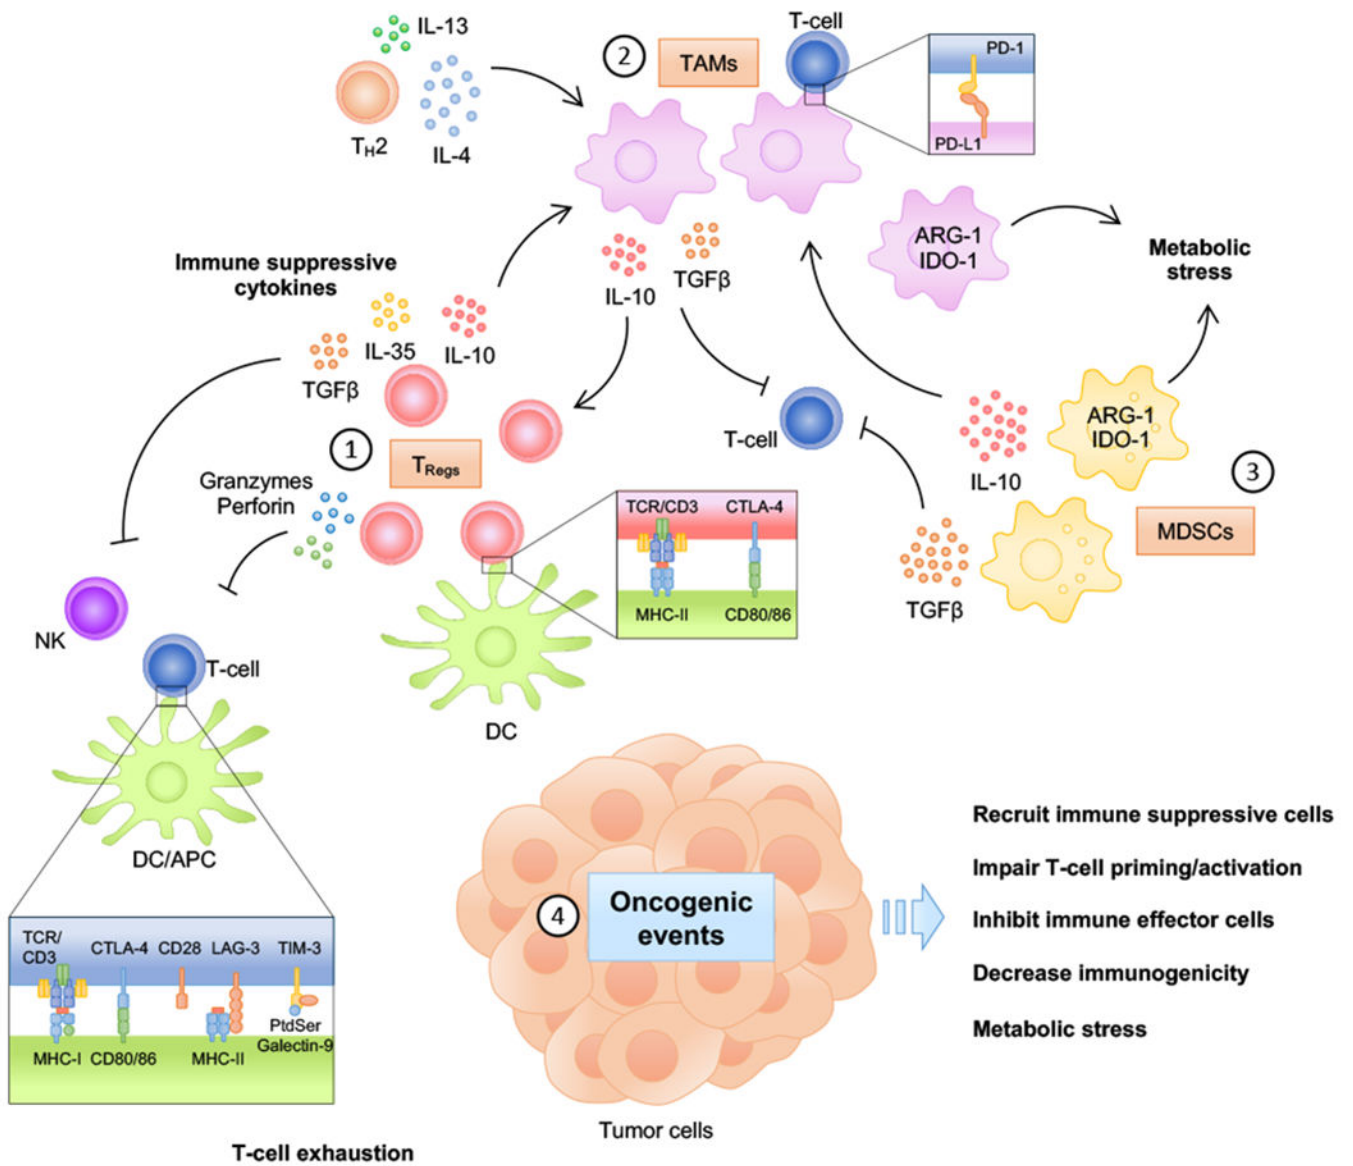 IL-13
T-cell
2
TAMs
PD-1
TH2
IL-4
PD-L1
ARG-1
IDO-1
Metabolic
stress
Immune suppressive
cytokines
IL-10
TGFβ
IL-35
IL-10
TGFβ
ARG-1
IDO-1
T-cell
1
TRegs
IL-10
3
Granzymes
Perforin
TCR/CD3
CTLA-4
MDSCs
MHC-II
CD80/86
TGFβ
NK
T-cell
DC
DC/APC
Recruit immune suppressive cells
Impair T-cell priming/activation
4
Oncogenic
events
Inhibit immune effector cells
Decrease immunogenicity
Metabolic stress
TCR/
CD3
CTLA-4
CD28
LAG-3
TIM-3
PtdSer
Galectin-9
MHC-I
CD80/86
MHC-II
Tumor cells
T-cell exhaustion